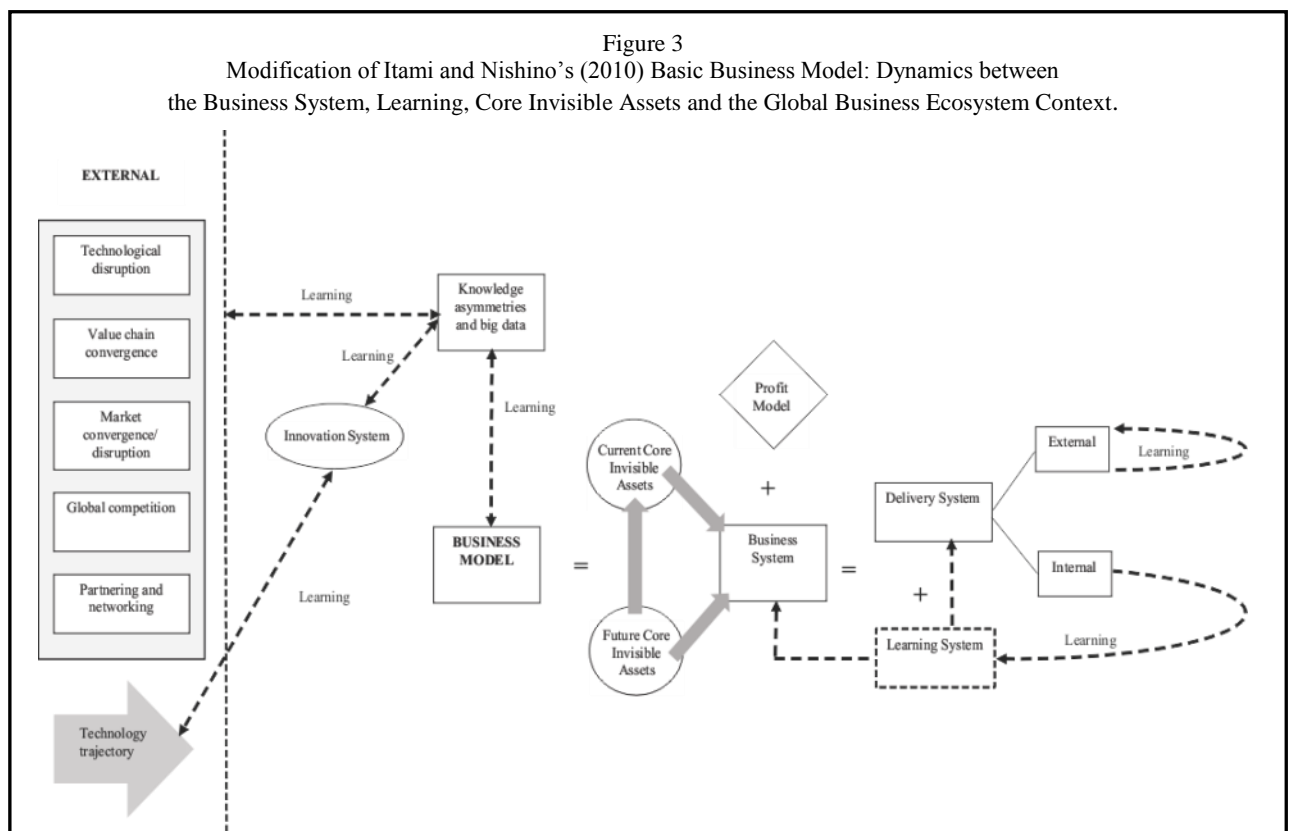 Figure 3
Modification of Itami and Nishino’s (2010) Basic Business Model: Dynamics between
the Business System, Learning, Core Invisible Assets and the Global Business Ecosystem Context.
EXTERNAL
Technological
disruption
Value chain
convergence
Market
convergence/
disruption
Global competition
Partnering and
networking
Technology
trajectory
Learning
Knowledge
asymmetries
and big data
Learning
Innovation System
Learning
Learning
BUSINESS
MODEL
=
Current Core
Invisible
Assets
Future Core
Invisible
Assets
Profit
Model
+
Business
System
=
Delivery System
+
Learning System
External
Learning
Internal
Learning